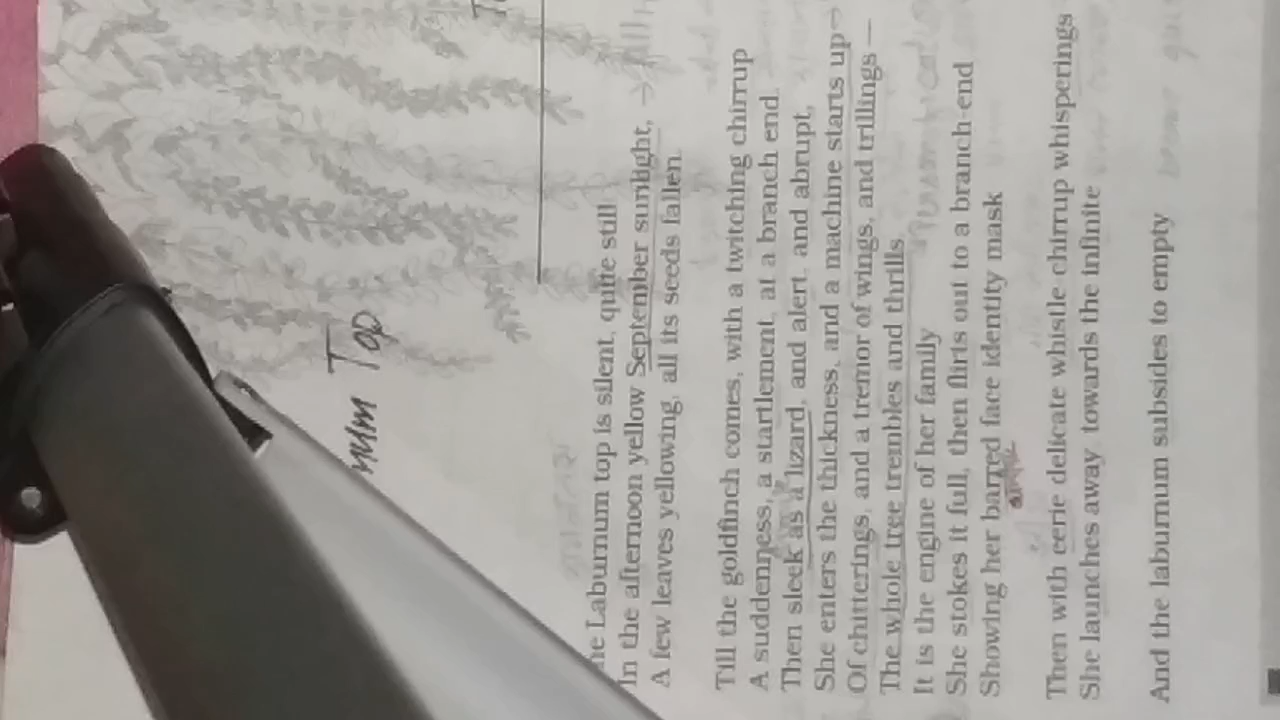 mum Top
he Laburnum top is silent, quite still
In the afternoon yellow September sunlight,
A few leaves yellowing, all its seeds fallen.
Till the goldfinch comes, with a twitching chirrup
A suddenness, a startlement, at a branch end.
Then sleek as a lizard, and alert, and abrupt,
She enters the thickness, and a machine starts up
Of chitterings, and a tremor of wings, and trillings —
The whole tree trembles and thrills
It is the engine of her family
She stokes it full, then flirts out to a branch-end
Showing her barred face identity mask
Then with eerie delicate whistle-chirrup whisperings
She launches away, towards the infinite
And the laburnum subsides to empty